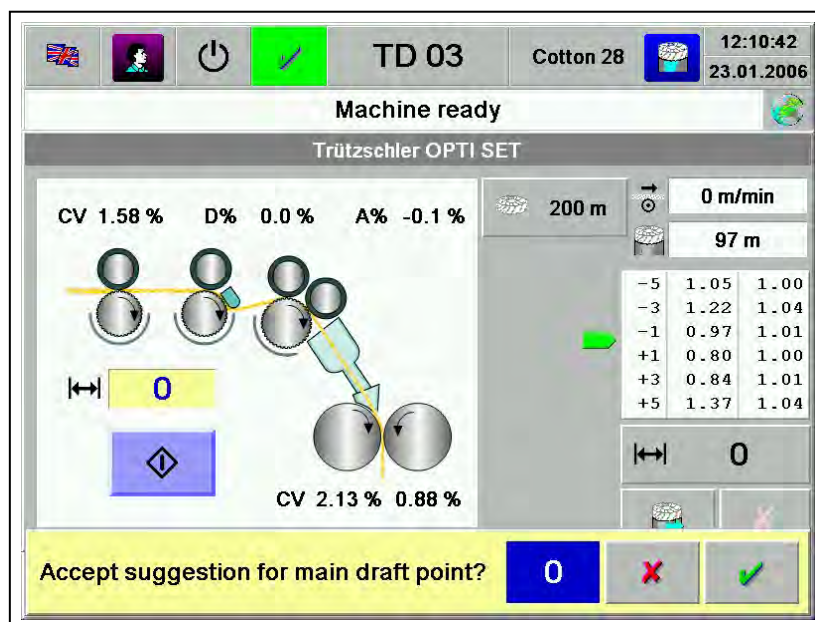 TD 03
Cotton 28
12:10:42
23.01.2006
Machine ready
Trützschler OPTI SET
CV 1.58 % D% 0.0 % A% -0.1 %
200 m
0 m/min
97 m
-5 1.05 1.00
-3 1.22 1.04
-1 0.97 1.01
+1 0.80 1.00
+3 0.84 1.01
+5 1.37 1.04
0
0
CV 2.13 % 0.88 %
Accept suggestion for main draft point? 0